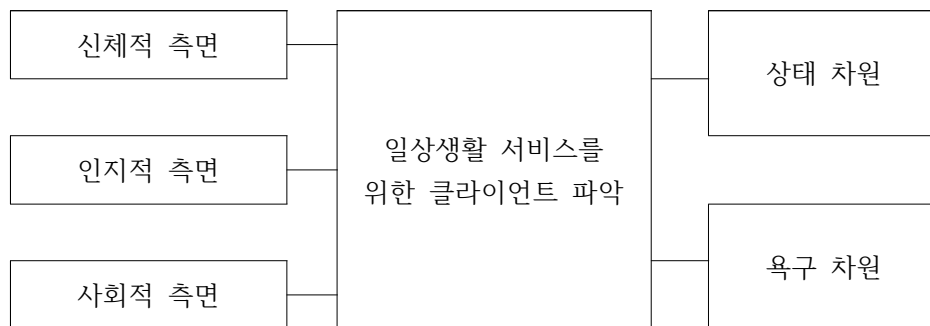 신체적 측면
인지적 측면
사회적 측면
일상생활 서비스를
위한 클라이언트 파악
상태 차원
욕구 차원